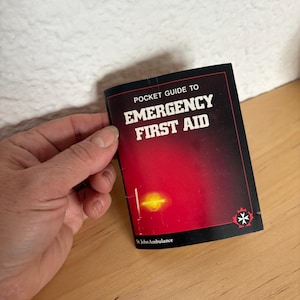 POCKET GUIDE TO
EMERGENCY
FIRST AID
St. John Ambulance